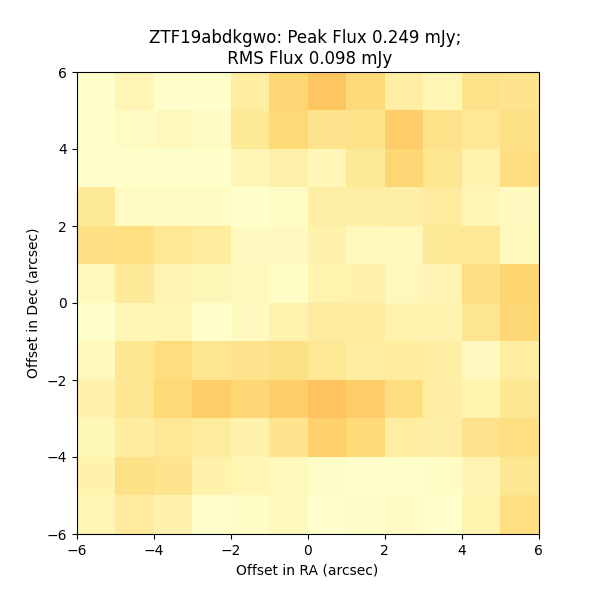 ZTF19abdkgwo: Peak Flux 0.249 mJy;
RMS Flux 0.098 mJy
6
4
2
0
−2
−4
−6
Offset in Dec (arcsec)
−6 −4 −2 0 2 4 6
Offset in RA (arcsec)